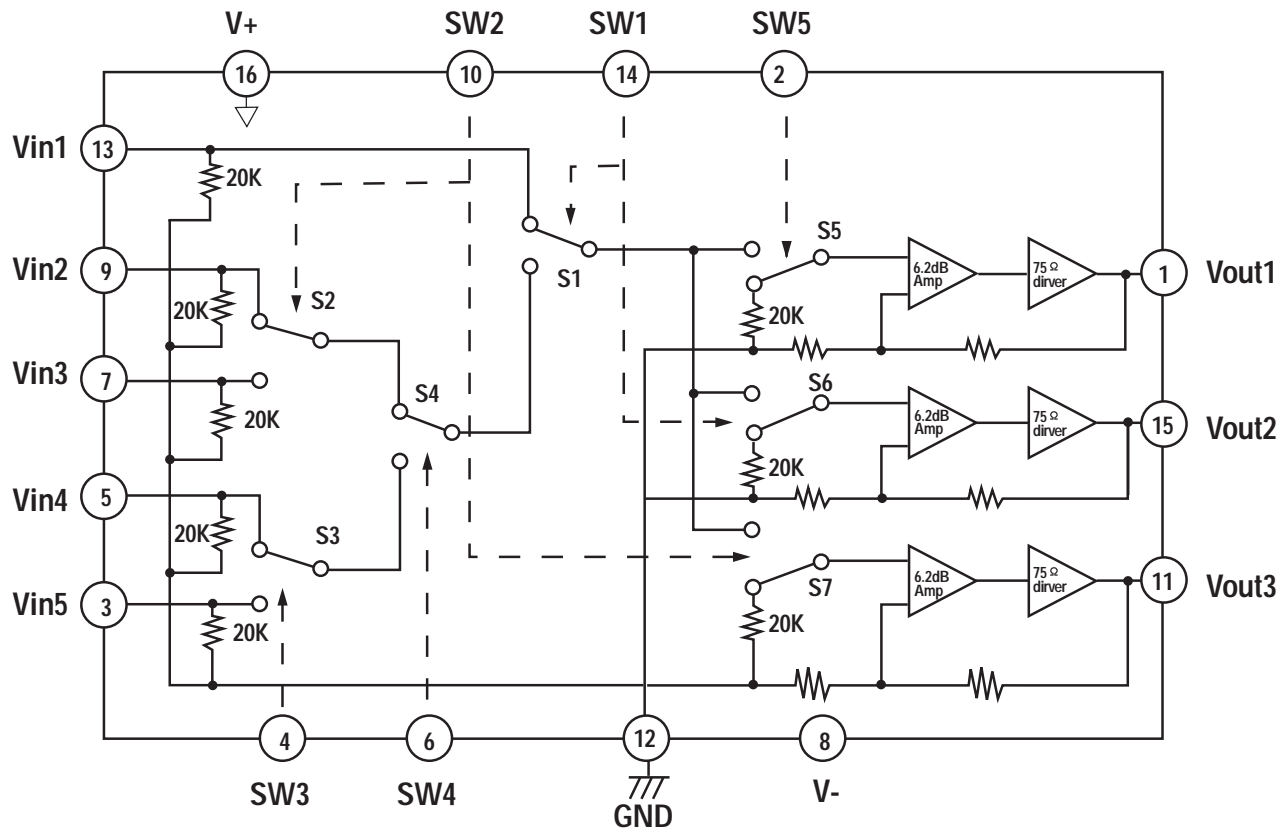 V+
SW2
SW1
SW5
16
10
14
2
Vin1
13
20K
S5
Vin2
9
S1
6.2dB
Amp
75 Ω
dirver
1
Vout1
20K
S2
20K
Vin3
7
S4
S6
20K
6.2dB
Amp
75 Ω
dirver
15
Vout2
20K
Vin4
5
20K
S3
6.2dB
Amp
75 Ω
dirver
11
Vout3
S7
Vin5
3
20K
20K
4
6
12
8
SW3
SW4
GND
V-